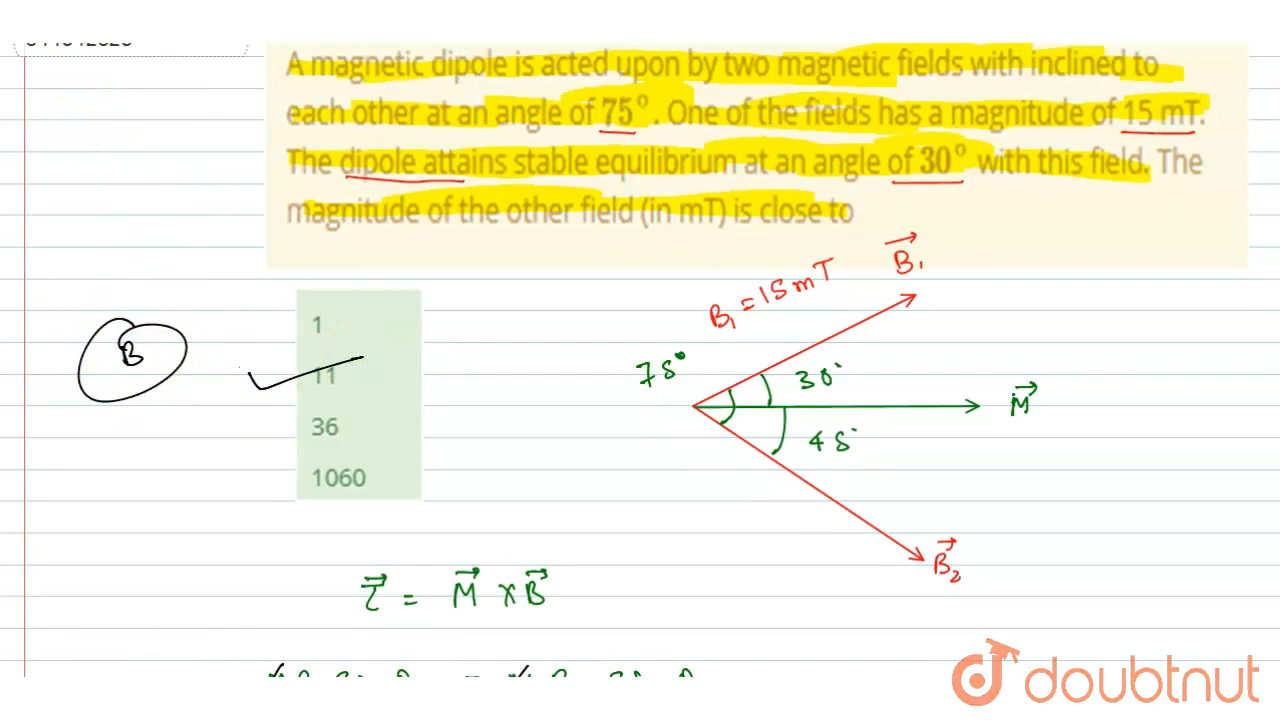 A magnetic dipole is acted upon by two magnetic fields with inclined to
each other at an angle of 75°. One of the fields has a magnitude of 15 mT.
The dipole attains stable equilibrium at an angle of 30° with this field. The
magnitude of the other field (in mT) is close to
B₁ = 15 mT
B⃗₁
1
B
11
75°
30°
M⃗
36
45°
1060
B⃗₂
τ⃗ = M⃗ × B⃗
doubtnut